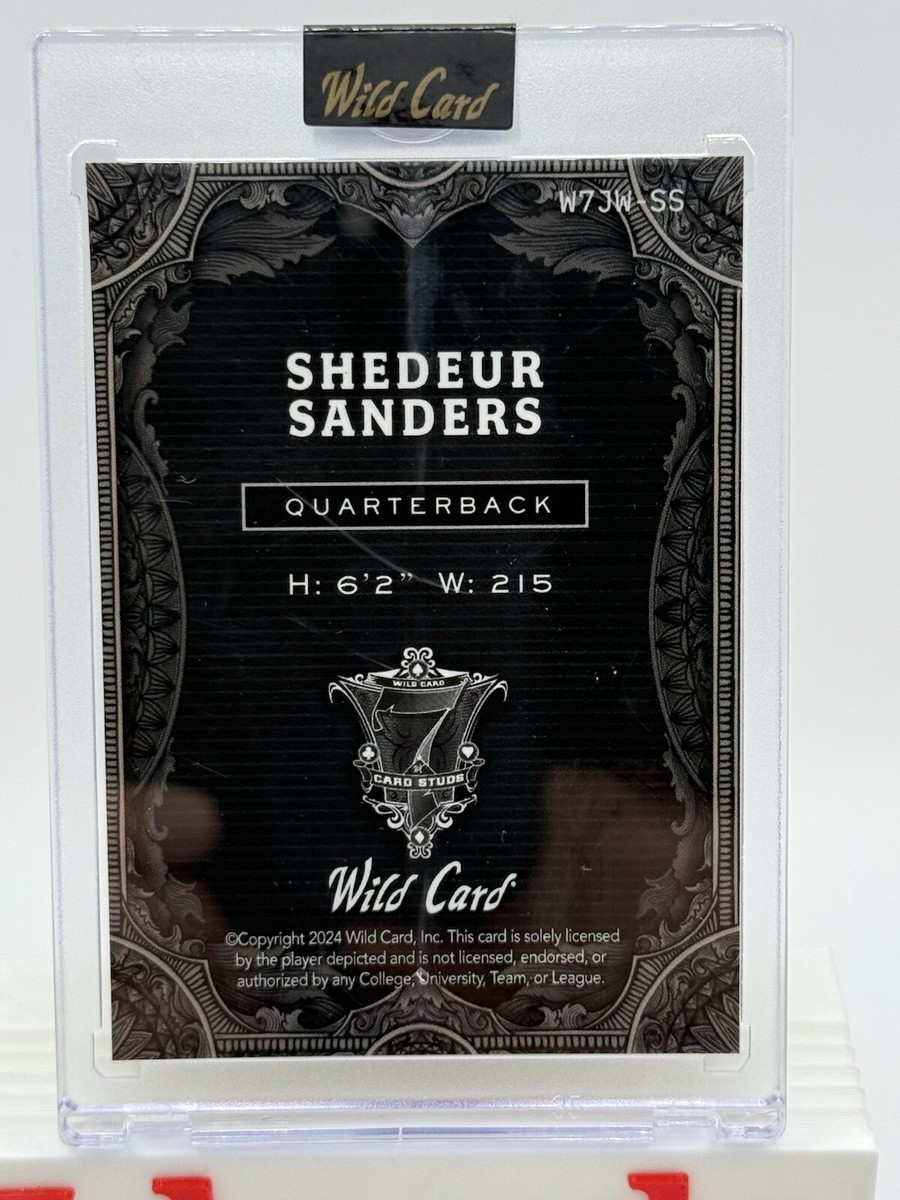 Wild Card
W7JW-SS
SHEDEUR
SANDERS
QUARTERBACK
H: 6'2” W: 215
WILD CARD
7
CARD STUDS
Wild Card
©Copyright 2024 Wild Card, Inc. This card is solely licensed
by the player depicted and is not licensed, endorsed, or
authorized by any College, University, Team, or League.